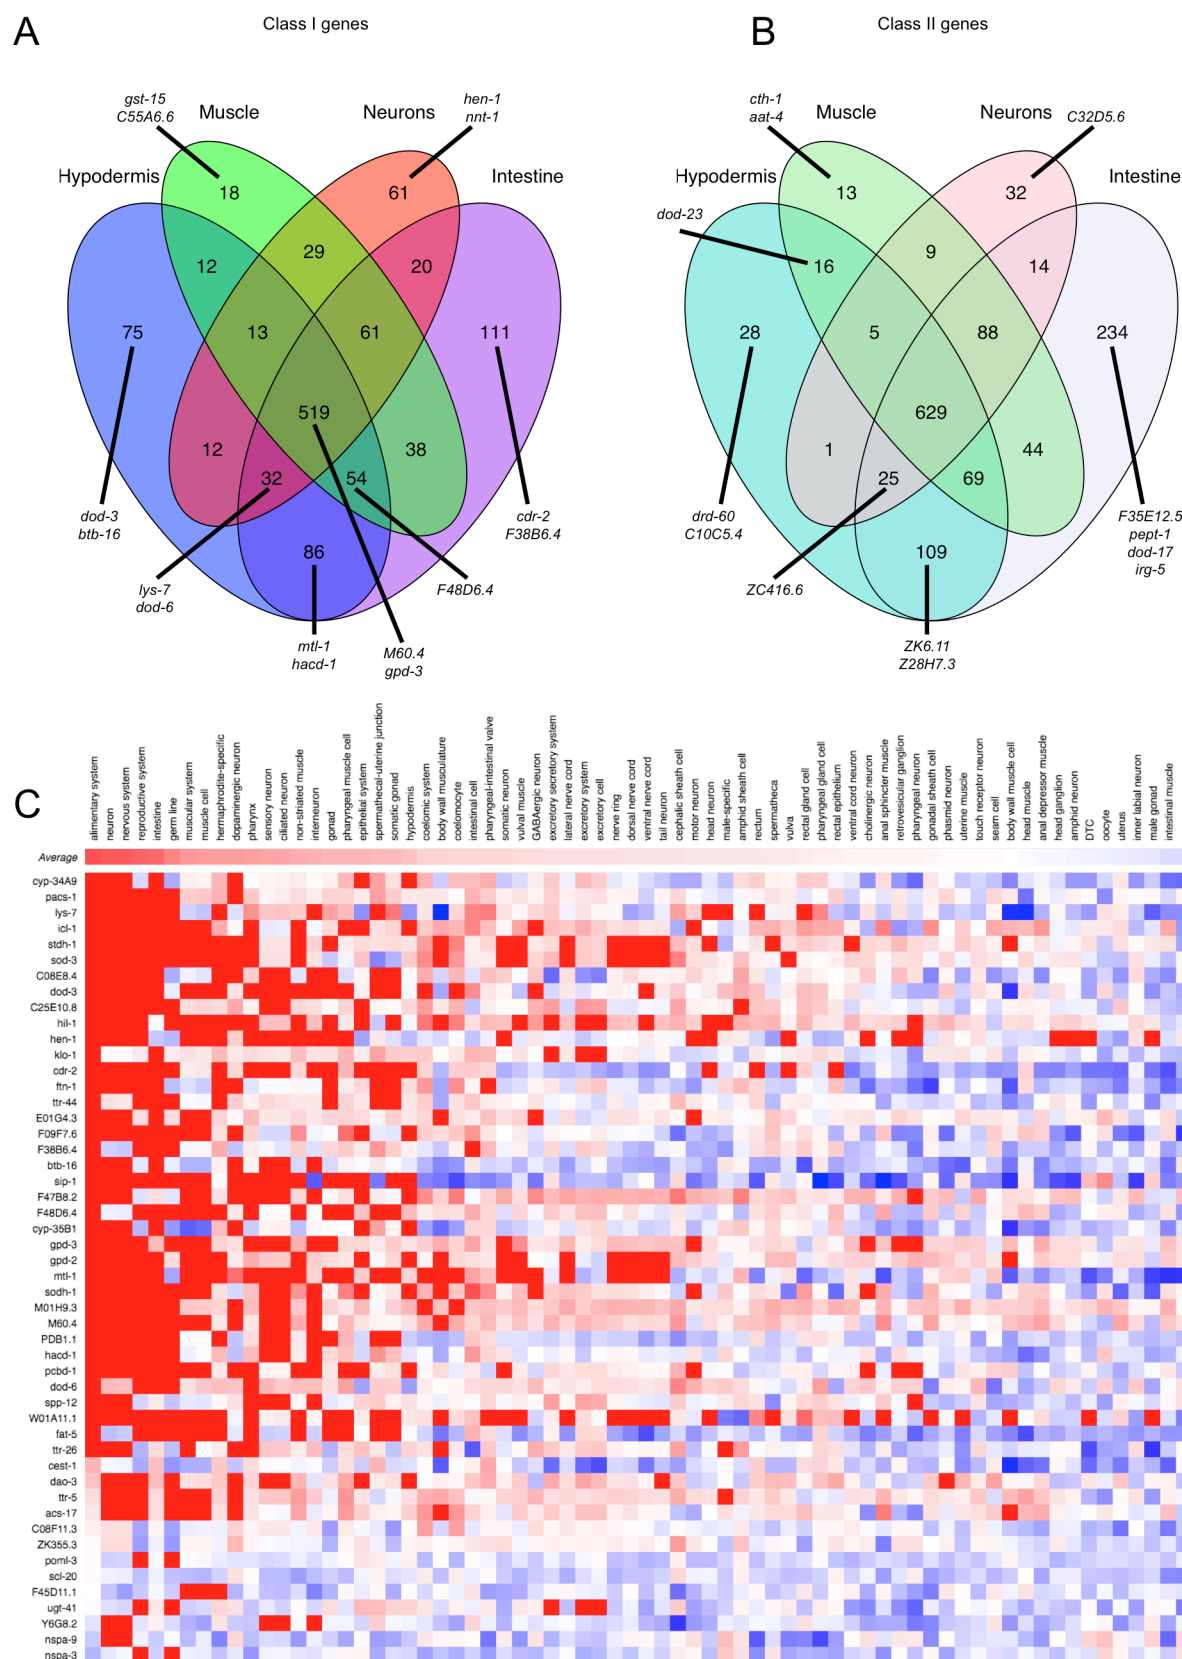 A
Class I genes
B
Class II genes
gst-15
C55A6.6
Muscle
Neurons
hen-1
nnt-1
Hypodermis
Intestine
18
61
12
29
20
75
13
61
111
519
12
38
32
54
86
dod-3
btb-16
lys-7
dod-6
mtl-1
hacd-1
M60.4
gpd-3
F48D6.4
cdr-2
F38B6.4
cth-1
aat-4
Muscle
Neurons
C32D5.6
Hypodermis
Intestine
dod-23
13
32
16
9
14
28
5
88
234
629
1
44
25
69
109
drd-60
C10C5.4
ZC416.6
ZK6.11
Z28H7.3
F35E12.5
pept-1
dod-17
irg-5
C
alimentary system
neuron
nervous system
reproductive system
intestine
germ line
muscular system
muscle cell
hermaphrodite-specific
dopaminergic neuron
pharynx
sensory neuron
ciliated neuron
non-striated muscle
interneuron
gonad
pharyngeal muscle cell
epithelial system
spermathecal-uterine junction
somatic gonad
hypodermis
coelomic system
body wall musculature
coelomocyte
intestinal cell
pharyngeal-intestinal valve
somatic neuron
vulval muscle
GABAergic neuron
excretory secretory system
lateral nerve cord
excretory system
excretory cell
nerve ring
dorsal nerve cord
ventral nerve cord
tail neuron
cephalic sheath cell
motor neuron
head neuron
male-specific
amphid sheath cell
rectum
spermatheca
vulva
rectal gland cell
pharyngeal gland cell
rectal epithelium
ventral cord neuron
cholinergic neuron
anal sphincter muscle
retrovesicular ganglion
pharyngeal neuron
gonadal sheath cell
phasmid neuron
uterine muscle
touch receptor neuron
seam cell
body wall muscle cell
head muscle
anal depressor muscle
head ganglion
amphid neuron
DTC
oocyte
uterus
inner labial neuron
male gonad
intestinal muscle
Average
cyp-34A9
pacs-1
lys-7
icl-1
stdh-1
sod-3
C08E8.4
dod-3
C25E10.8
hil-1
hen-1
klo-1
cdr-2
ftn-1
ttr-44
E01G4.3
F09F7.6
F38B6.4
btb-16
sip-1
F47B8.2
F48D6.4
cyp-35B1
gpd-3
gpd-2
mtl-1
sodh-1
M01H9.3
M60.4
PDB1.1
hacd-1
pcbd-1
dod-6
spp-12
W01A11.1
fat-5
ttr-26
cest-1
dao-3
ttr-5
acs-17
C08F11.3
ZK355.3
poml-3
scl-20
F45D11.1
ugt-41
Y6G8.2
nspa-9
nspa-3